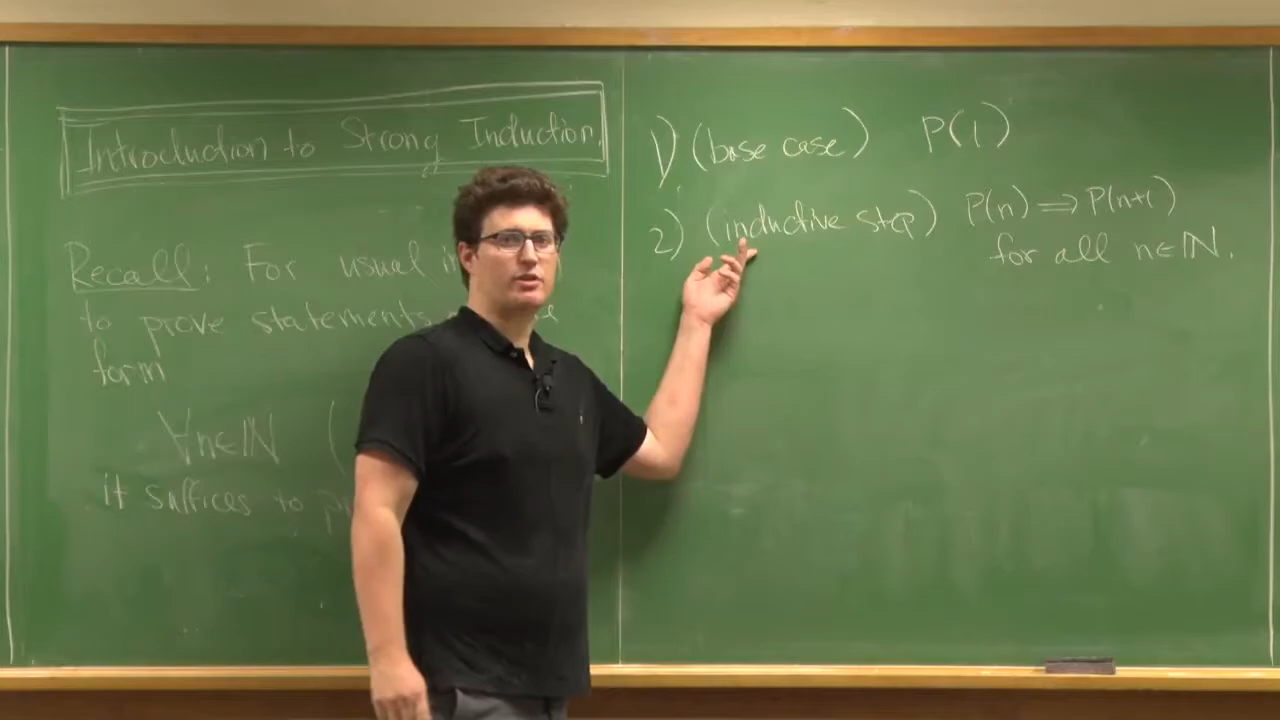 Introduction to Strong Induction.
Recall: For usual
to prove statements
form
∀n∈ℕ (
it suffices to
1) (base case) P(1)
2) (inductive step) P(n) ⟹ P(n+1)
for all n∈ℕ.